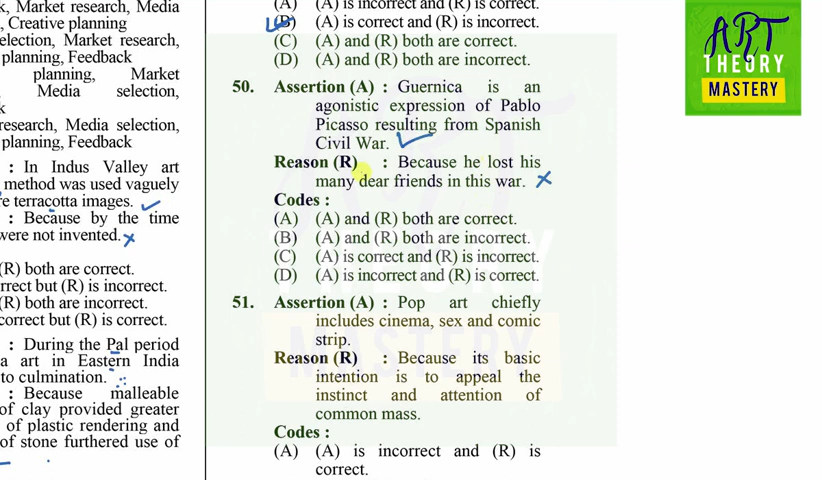 k, Market research, Media
, Creative planning
election, Market research,
planning, Feedback
planning, Market
Media selection,
k
research, Media selection,
planning, Feedback
: In Indus Valley art
method was used vaguely
e terracotta images.
: Because by the time
were not invented.
(R) both are correct.
rrect but (R) is incorrect.
(R) both are incorrect.
correct but (R) is correct.
: During the Pal period
a art in Eastern India
to culmination.
: Because malleable
of clay provided greater
of plastic rendering and
of stone furthered use of
(A) (A) is incorrect and (R) is correct.
(B) (A) is correct and (R) is incorrect.
(C) (A) and (R) both are correct.
(D) (A) and (R) both are incorrect.
50. Assertion (A) : Guernica is an
agonistic expression of Pablo
Picasso resulting from Spanish
Civil War.
Reason (R) : Because he lost his
many dear friends in this war.
Codes :
(A) (A) and (R) both are correct.
(B) (A) and (R) both are incorrect.
(C) (A) is correct and (R) is incorrect.
(D) (A) is incorrect and (R) is correct.
51. Assertion (A) : Pop art chiefly
includes cinema, sex and comic
strip.
Reason (R) : Because its basic
intention is to appeal the
instinct and attention of
common mass.
Codes :
(A) (A) is incorrect and (R) is
correct.
ART
THEORY
MASTERY
ART
THEORY
MASTERY